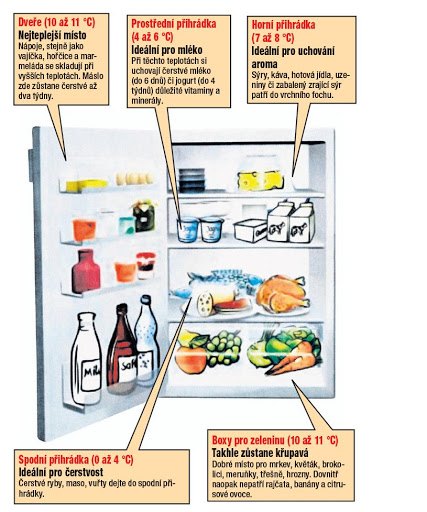 Dveře (10 až 11 °C)
Nejteplejší místo
Nápoje, stejně jako
vajíčka, hořčice a mar-
meláda se skladují při
vyšších teplotách. Máslo
zde zůstane čerstvé až
dva týdny.
Prostřední přihrádka
(4 až 6 °C)
Ideální pro mléko
Při těchto teplotách si
uchovají čerstvé mléko
(do 6 dnů) či jogurt (do 4
týdnů) důležité vitaminy a
minerály.
Horní přihrádka
(7 až 8 °C)
Ideální pro uchování
aroma
Sýry, káva, hotová jídla, uze-
niny či zabalený zrající sýr
patří do vrchního fochu.
Spodní přihrádka (0 až 4 °C)
Ideální pro čerstvost
Čerstvé ryby, maso, vuřty dejte do spodní při-
hrádky.
Boxy pro zeleninu (10 až 11 °C)
Takhle zůstane křupavá
Dobré místo pro mrkev, květák, broko-
lici, meruňky, třešně, hrozny. Dovnitř
naopak nepatří rajčata, banány a citru-
sové ovoce.